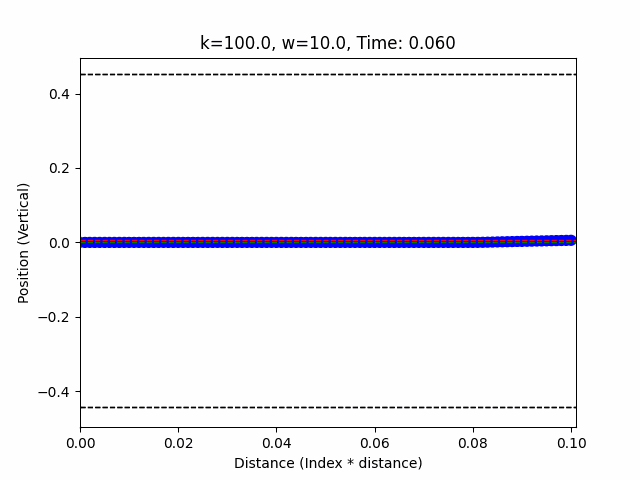 k=100.0, w=10.0, Time: 0.060
0.4
0.2
0.0
−0.2
−0.4
Position (Vertical)
0.00 0.02 0.04 0.06 0.08 0.10
Distance (Index * distance)